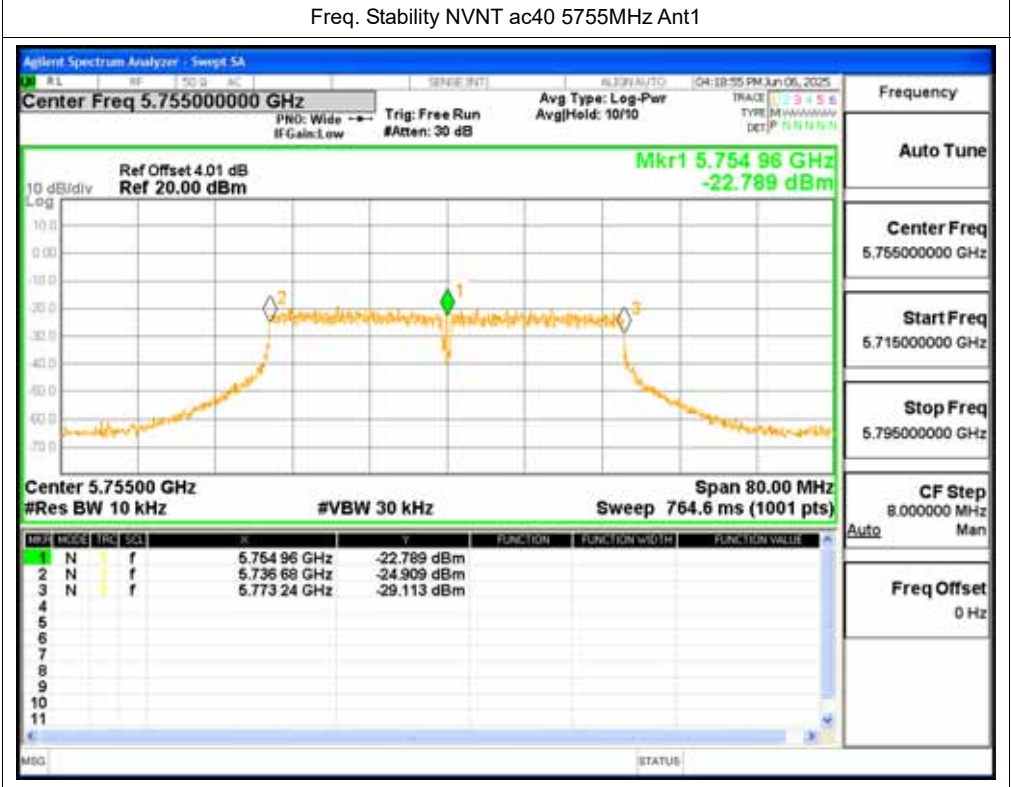 Freq. Stability NVNT ac40 5755MHz Ant1
Agilent Spectrum Analyzer - Swept SA
RL RF 50 Ω AC SENSE:INT ALIGN AUTO 04:18:55 PM Jun 06, 2025
Center Freq 5.755000000 GHz
PNO: Wide
IFGain:Low
Trig: Free Run
#Atten: 30 dB
Avg Type: Log-Pwr
Avg|Hold: 10/10
TRACE 1 2 3 4 5 6
TYPE M
DET P N N N N N
Mkr1 5.754 96 GHz
-22.789 dBm
Ref Offset 4.01 dB
10 dB/div Ref 20.00 dBm
Log
10.0
0.00
-10.0
-20.0
-30.0
-40.0
-50.0
-60.0
-70.0
2
1
3
Center 5.75500 GHz Span 80.00 MHz
#Res BW 10 kHz #VBW 30 kHz Sweep 764.6 ms (1001 pts)
MKR MODE TRC SCL X Y FUNCTION FUNCTION WIDTH FUNCTION VALUE
1 N 1 f 5.754 96 GHz -22.789 dBm
2 N 1 f 5.736 68 GHz -24.909 dBm
3 N 1 f 5.773 24 GHz -29.113 dBm
4
5
6
7
8
9
10
11
MSG STATUS
Frequency
Auto Tune
Center Freq
5.755000000 GHz
Start Freq
5.715000000 GHz
Stop Freq
5.795000000 GHz
CF Step
8.000000 MHz
Auto Man
Freq Offset
0 Hz